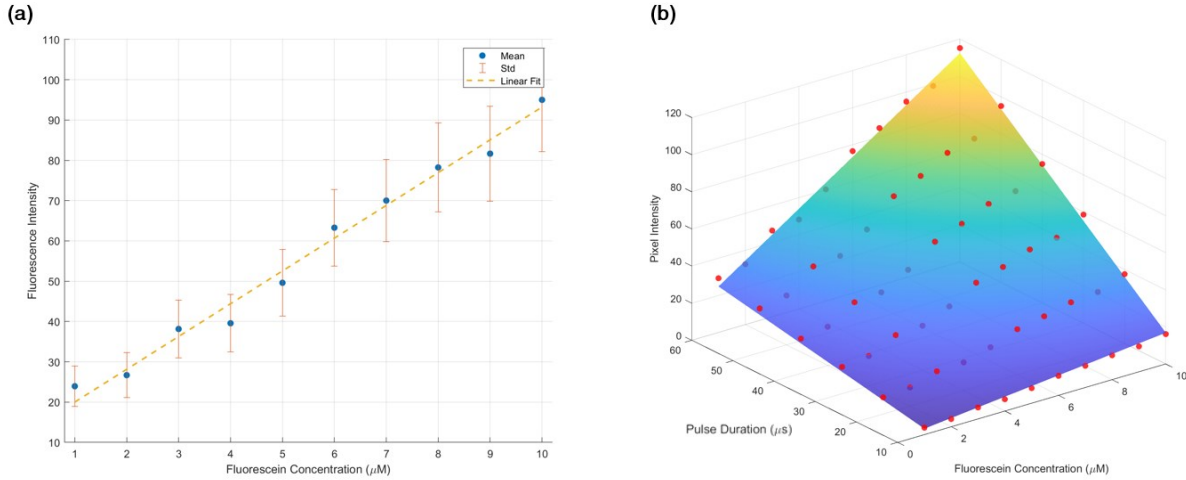 (a)
110
100
90
80
70
60
50
40
30
20
10
Fluorescence Intensity
Mean
Std
Linear Fit
1 2 3 4 5 6 7 8 9 10
Fluorescein Concentration (μM)
(b)
120
100
80
60
40
20
0
Pixel Intensity
60
50
40
30
20
10
Pulse Duration (μs)
0
2
4
6
8
10
Fluorescein Concentration (μM)